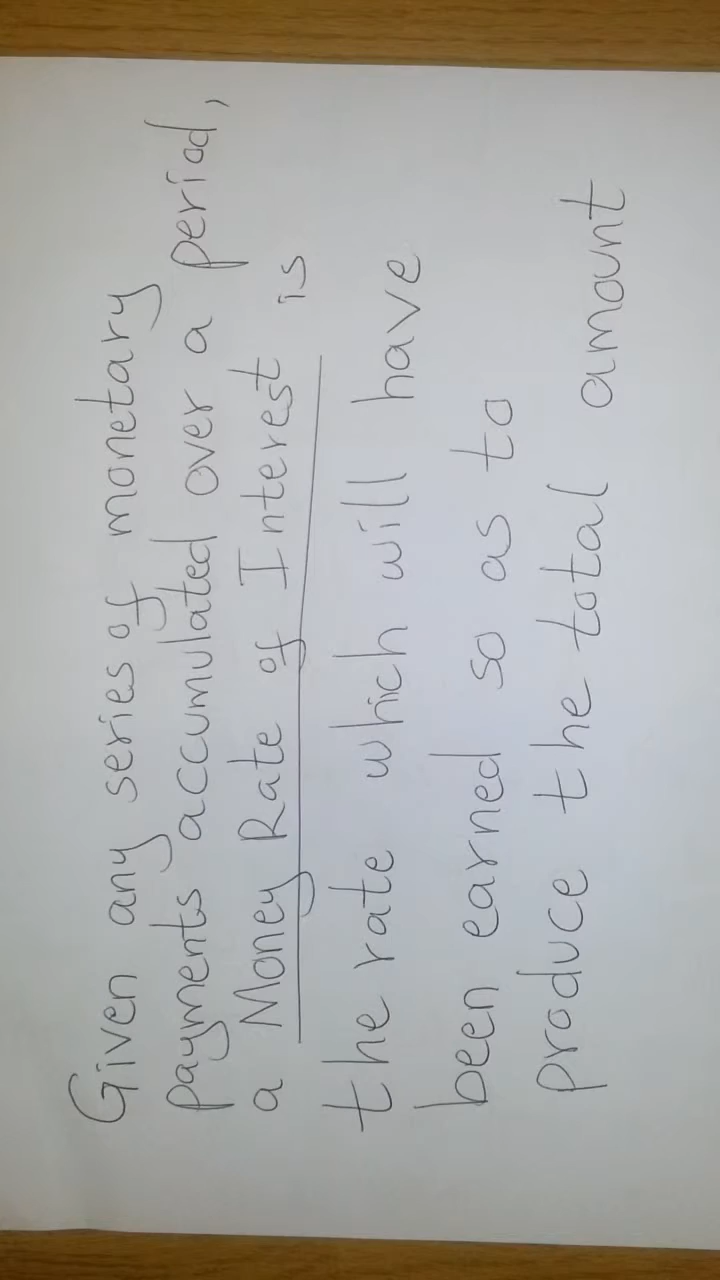 Given any series of monetary
payments accumulated over a period,
a Money Rate of Interest is
the rate which will have
been earned so as to
produce the total amount